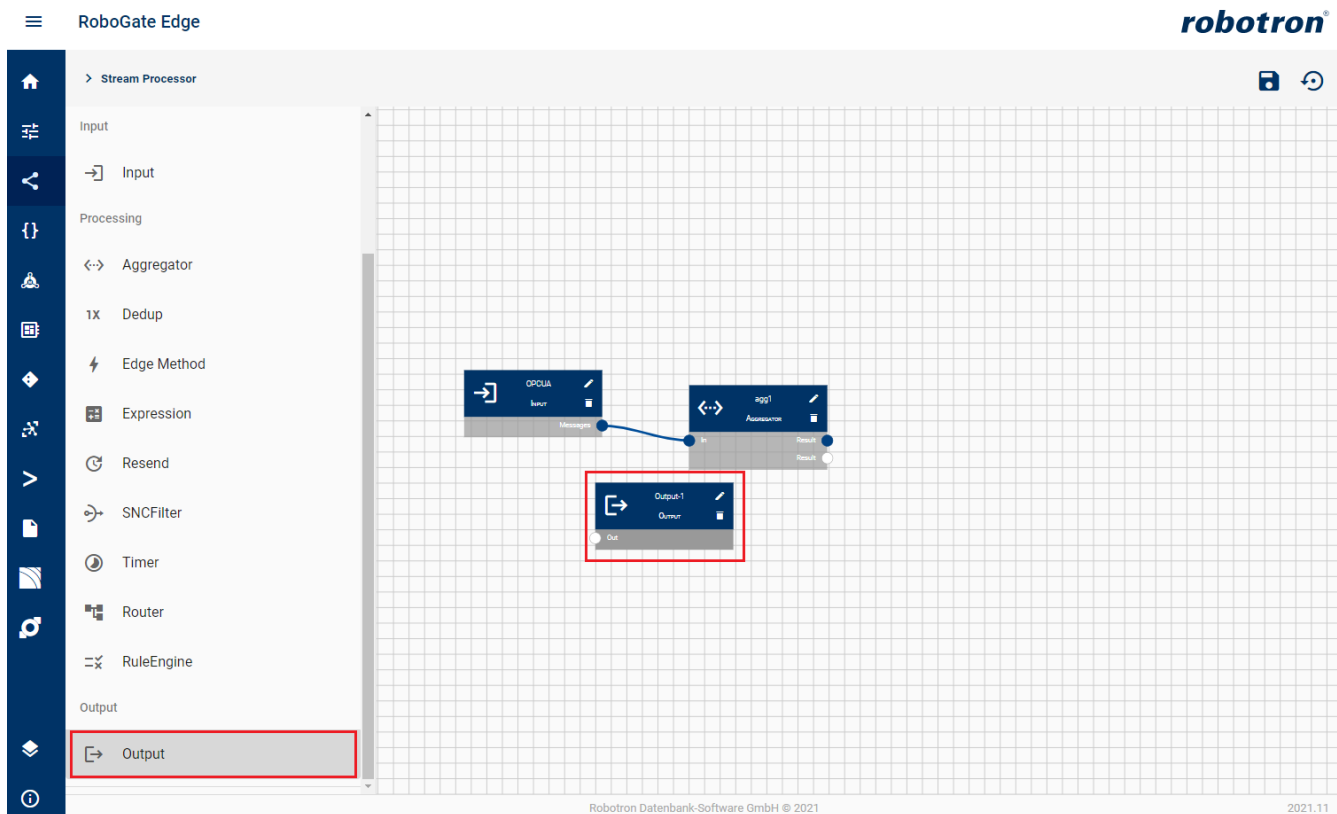 RoboGate Edge
robotron®
Stream Processor
Input
Input
Processing
Aggregator
1X Dedup
Edge Method
Expression
Resend
SNCFilter
Timer
Router
RuleEngine
Output
Output
OPCUA
Input
Messages
agg1
Aggregator
In Result
Result
Output-1
Output
Out
Robotron Datenbank-Software GmbH © 2021
2021.11